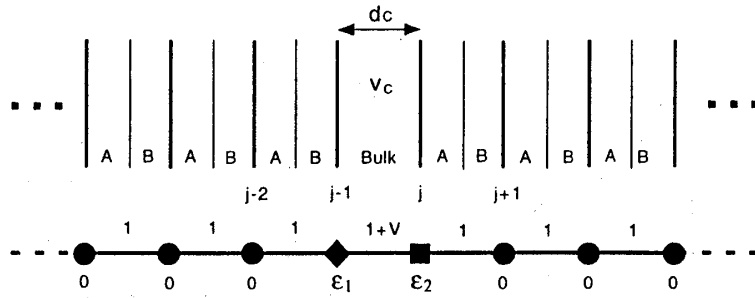 dc
Vc
A B A B A B Bulk A B A B A B
j-2 j-1 j j+1
1 1 1 1+V 1 1 1
0 0 0 ε1 ε2 0 0 0